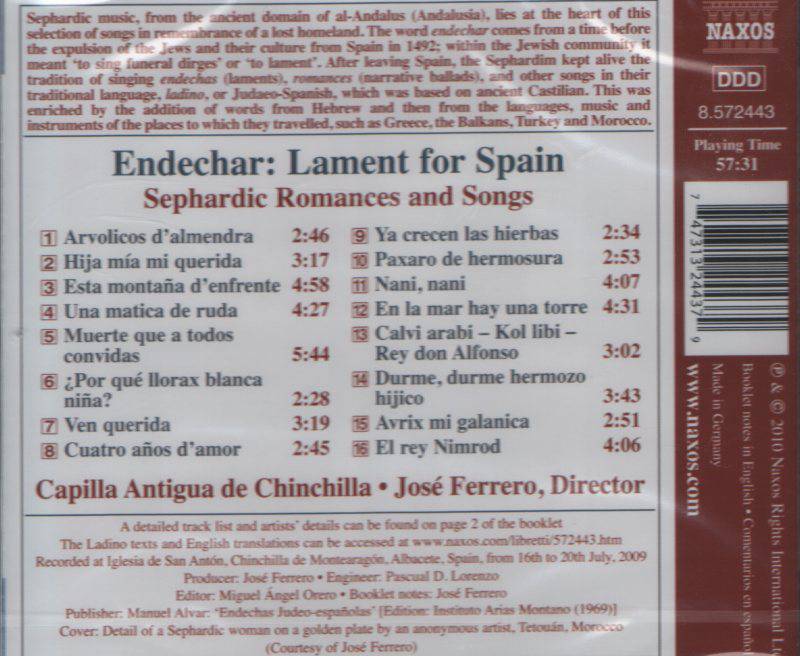 Sephardic music, from the ancient domain of al-Andalus (Andalusia), lies at the heart of this
selection of songs in remembrance of a lost homeland. The word endechar comes from a time before
the expulsion of the Jews and their culture from Spain in 1492; within the Jewish community it
meant 'to sing funeral dirges' or 'to lament'. After leaving Spain, the Sephardim kept alive the
tradition of singing endechas (laments), romances (narrative ballads), and other songs in their
traditional language, ladino, or Judaeo-Spanish, which was based on ancient Castilian. This was
enriched by the addition of words from Hebrew and then from the languages, music and
instruments of the places to which they travelled, such as Greece, the Balkans, Turkey and Morocco.
Endechar: Lament for Spain
Sephardic Romances and Songs
1 Arvolicos d'almendra 2:46
2 Hija mía mi querida 3:17
3 Esta montaña d'enfrente 4:58
4 Una matica de ruda 4:27
5 Muerte que a todos
convidas 5:44
6 ¿Por qué llorax blanca
niña? 2:28
7 Ven querida 3:19
8 Cuatro años d'amor 2:45
9 Ya crecen las hierbas 2:34
10 Paxaro de hermosura 2:53
11 Nani, nani 4:07
12 En la mar hay una torre 4:31
13 Calvi arabi – Kol libi –
Rey don Alfonso 3:02
14 Durme, durme hermozo
hijico 3:43
15 Avrix mi galanica 2:51
16 El rey Nimrod 4:06
Capilla Antigua de Chinchilla • José Ferrero, Director
A detailed track list and artists' details can be found on page 2 of the booklet
The Ladino texts and English translations can be accessed at www.naxos.com/libretti/572443.htm
Recorded at Iglesia de San Antón, Chinchilla de Montearagón, Albacete, Spain, from 16th to 20th July, 2009
Producer: José Ferrero • Engineer: Pascual D. Lorenzo
Editor: Miguel Ángel Orero • Booklet notes: José Ferrero
Publisher: Manuel Alvar: 'Endechas Judeo-españolas' [Edition: Instituto Arias Montano (1969)]
Cover: Detail of a Sephardic woman on a golden plate by an anonymous artist, Tetouán, Morocco
(Courtesy of José Ferrero)
NAXOS
DDD
8.572443
Playing Time
57:31
7 47313 24437 9
℗ & © 2010 Naxos Rights International Lt
Booklet notes in English • Comentarios en español
Made in Germany
www.naxos.com